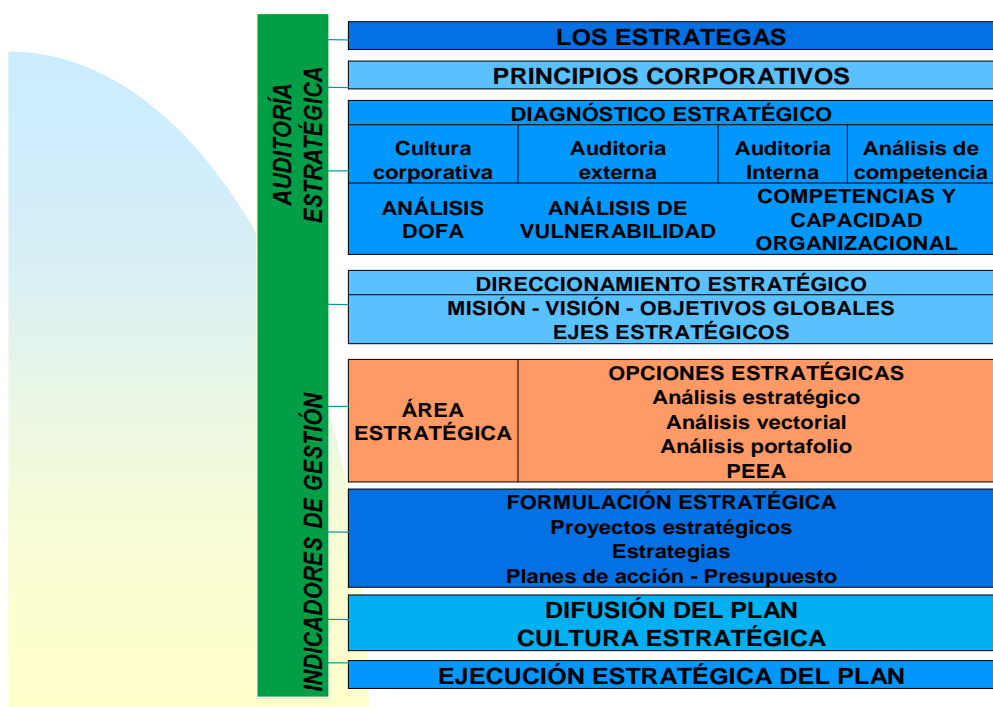 AUDITORÍA
ESTRATÉGICA
INDICADORES DE GESTIÓN
LOS ESTRATEGAS
PRINCIPIOS CORPORATIVOS
DIAGNÓSTICO ESTRATÉGICO
Cultura
corporativa
Auditoria
externa
Auditoria
Interna
Análisis de
competencia
ANÁLISIS
DOFA
ANÁLISIS DE
VULNERABILIDAD
COMPETENCIAS Y
CAPACIDAD
ORGANIZACIONAL
DIRECCIONAMIENTO ESTRATÉGICO
MISIÓN - VISIÓN - OBJETIVOS GLOBALES
EJES ESTRATÉGICOS
ÁREA
ESTRATÉGICA
OPCIONES ESTRATÉGICAS
Análisis estratégico
Análisis vectorial
Análisis portafolio
PEEA
FORMULACIÓN ESTRATÉGICA
Proyectos estratégicos
Estrategias
Planes de acción - Presupuesto
DIFUSIÓN DEL PLAN
CULTURA ESTRATÉGICA
EJECUCIÓN ESTRATÉGICA DEL PLAN